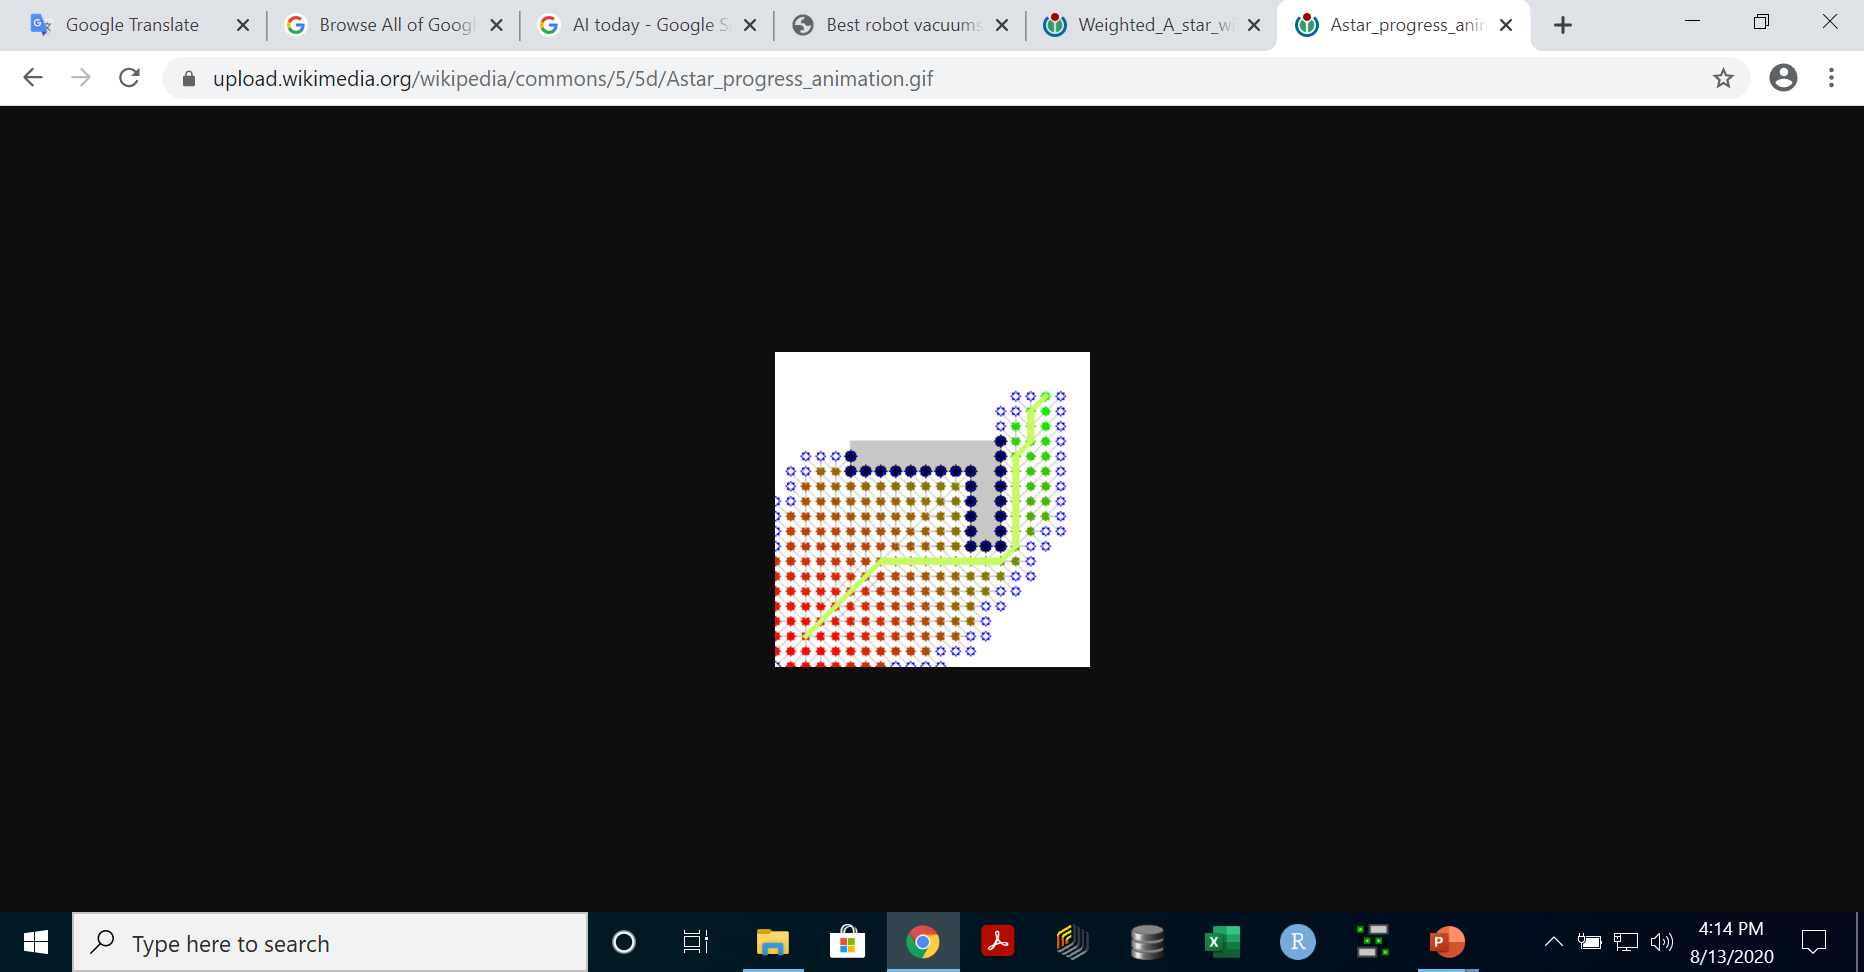 Google Translate
Browse All of Googl
AI today - Google S
Best robot vacuums
Weighted_A_star_wi
Astar_progress_anim
upload.wikimedia.org/wikipedia/commons/5/5d/Astar_progress_animation.gif
Type here to search
X
R
P
4:14 PM
8/13/2020